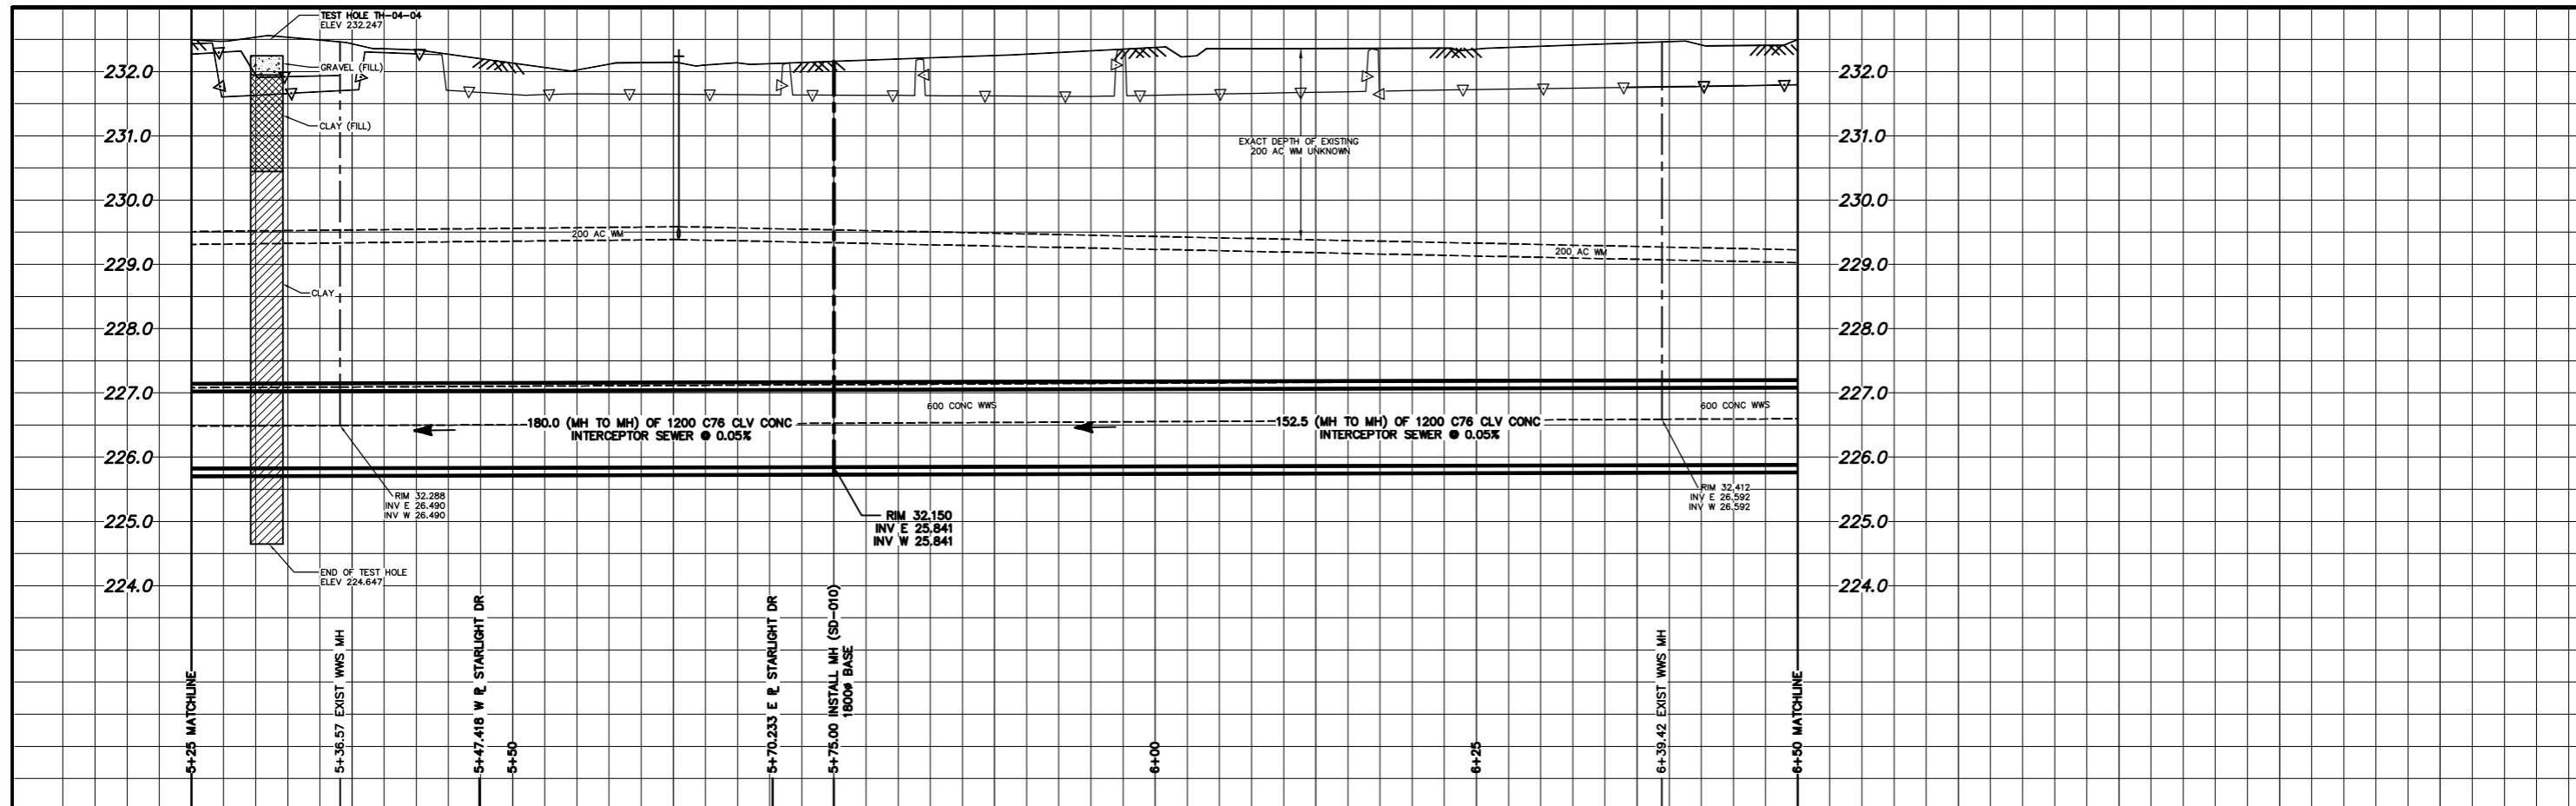 TEST HOLE TH-04-04
ELEV 232.247
GRAVEL (FILL)
CLAY (FILL)
CLAY
END OF TEST HOLE
ELEV 224.647
232.0
231.0
230.0
229.0
228.0
227.0
226.0
225.0
224.0
200 AC WM
EXACT DEPTH OF EXISTING
200 AC WM UNKNOWN
200 AC WM
600 CONC WWS
600 CONC WWS
180.0 (MH TO MH) OF 1200 C76 CLV CONC
INTERCEPTOR SEWER @ 0.05%
152.5 (MH TO MH) OF 1200 C76 CLV CONC
INTERCEPTOR SEWER @ 0.05%
RIM 32.288
INV E 26.490
INV W 26.490
RIM 32.150
INV E 25.841
INV W 25.841
RIM 32.412
INV E 26.592
INV W 26.592
232.0
231.0
230.0
229.0
228.0
227.0
226.0
225.0
224.0
5+25 MATCHLINE
5+36.57 EXIST WWS MH
5+47.418 W PL STARLIGHT DR
5+50
5+70.233 E PL STARLIGHT DR
5+75.00 INSTALL MH (SD-010)
1800ø BASE
6+00
6+25
6+39.42 EXIST WWS MH
6+50 MATCHLINE